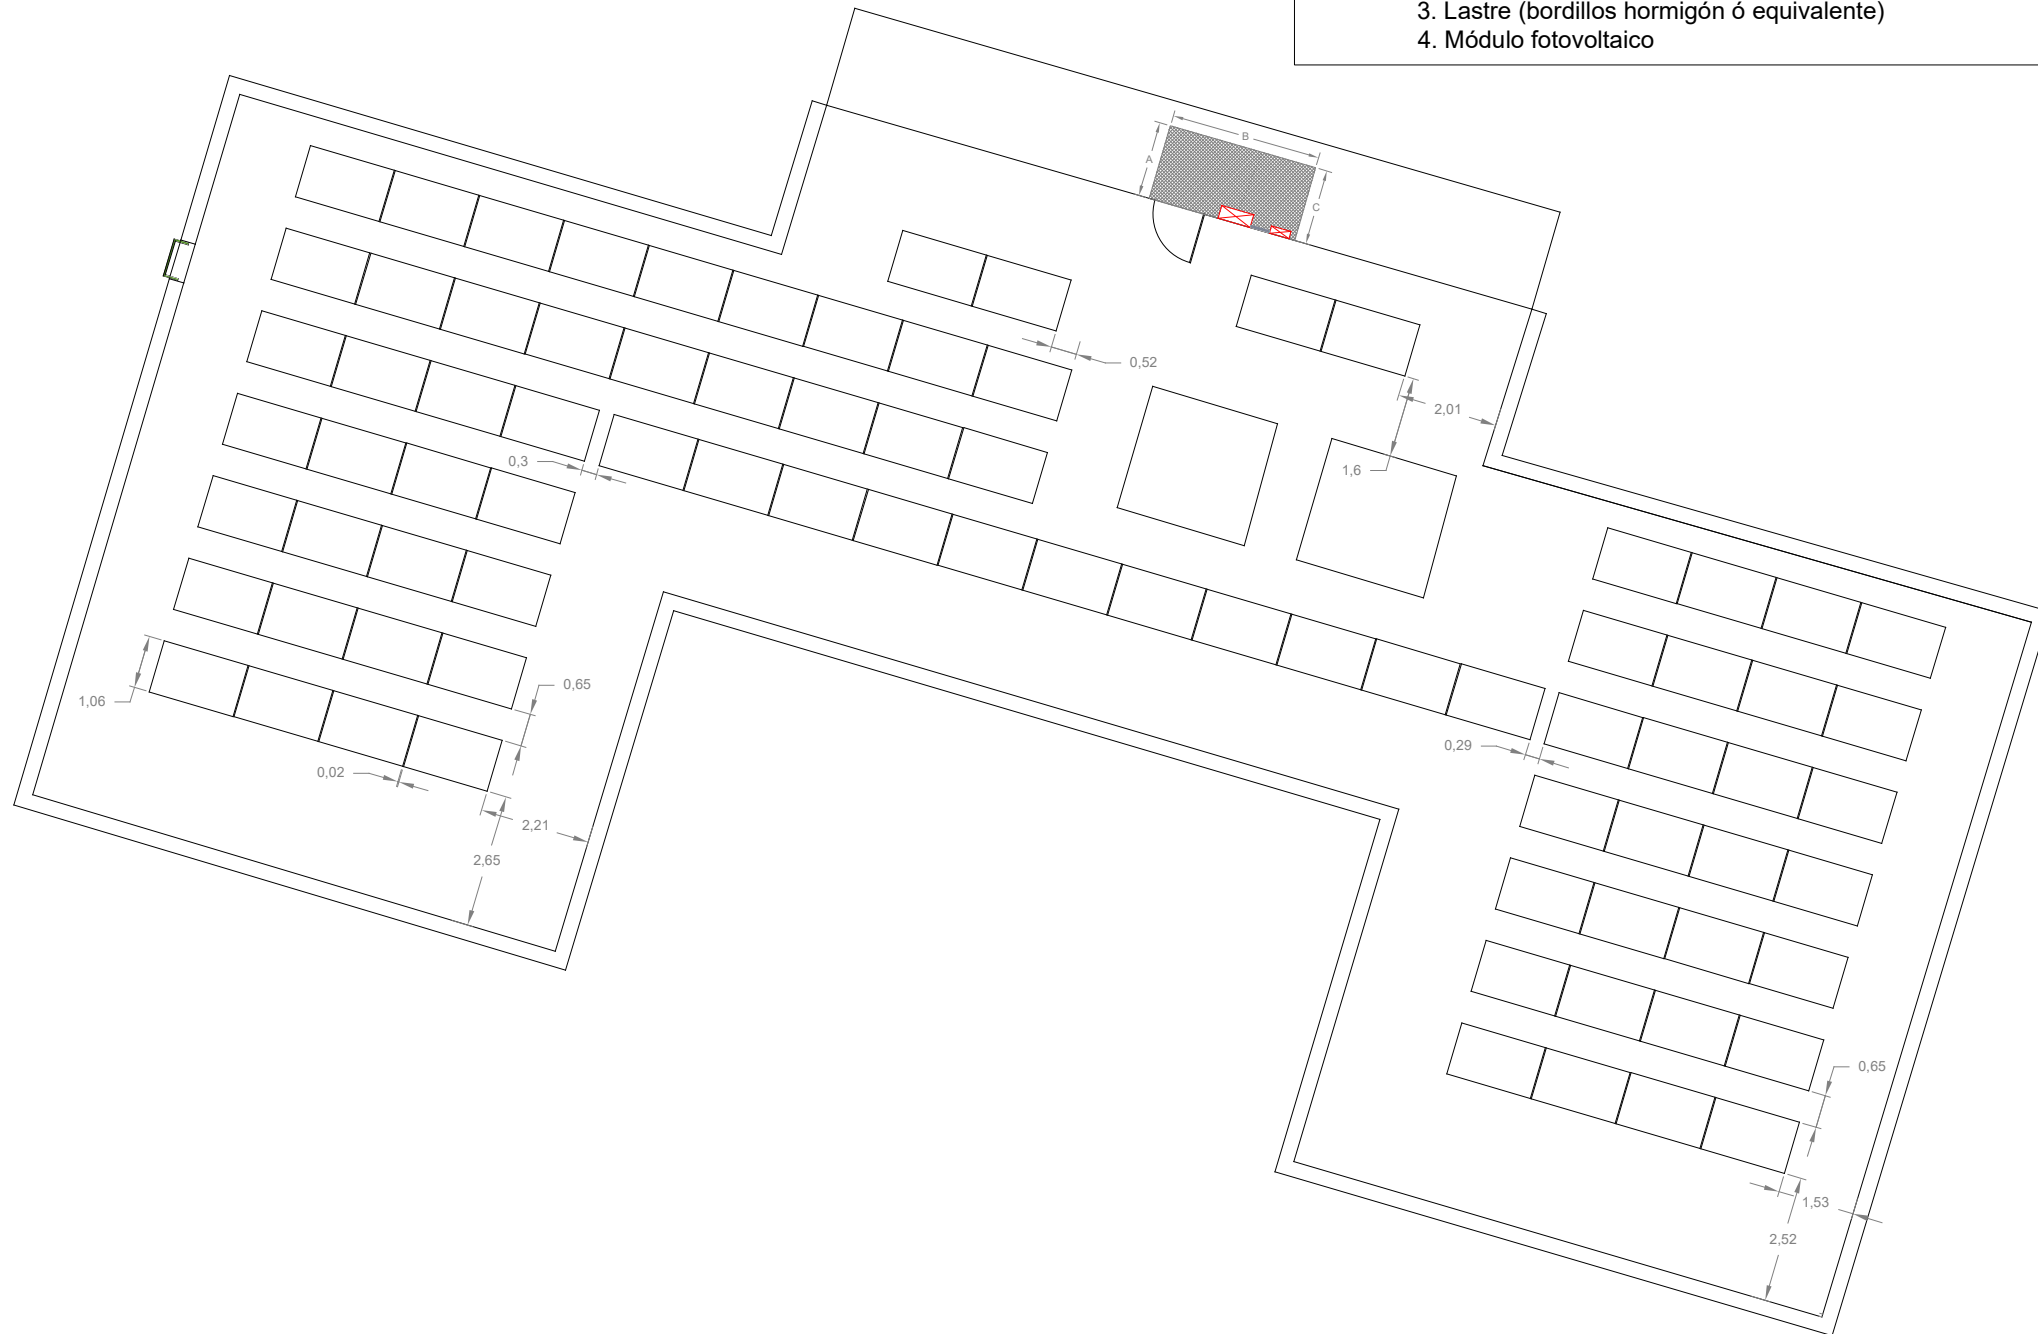 3. Lastre (bordillos hormigón ó equivalente)
4. Módulo fotovoltaico
B
A
C
0,52
2,01
1,6
0,3
0,65
1,06
0,29
0,02
2,21
2,65
0,65
1,53
2,52